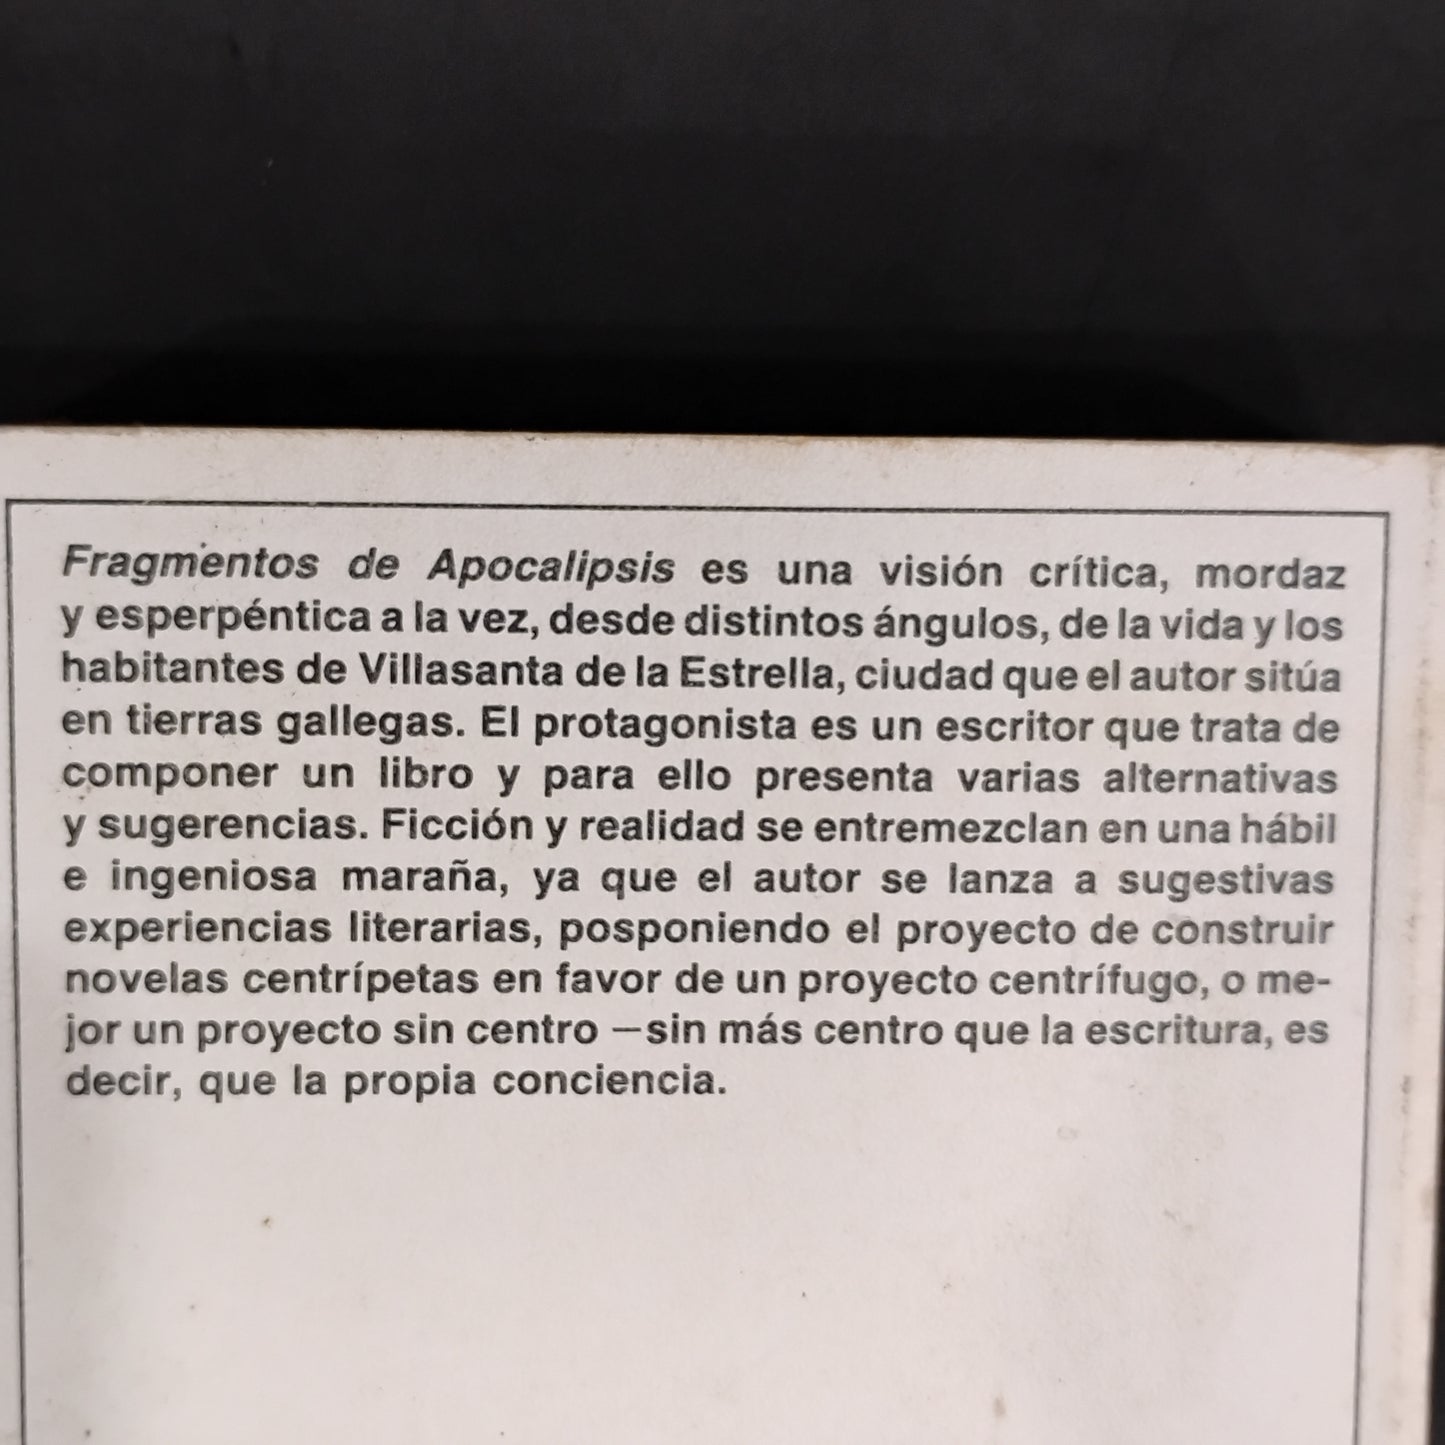 Fragmentos de Apocalipsis es una visión crítica, mordaz
y esperpéntica a la vez, desde distintos ángulos, de la vida y los
habitantes de Villasanta de la Estrella, ciudad que el autor sitúa
en tierras gallegas. El protagonista es un escritor que trata de
componer un libro y para ello presenta varias alternativas
y sugerencias. Ficción y realidad se entremezclan en una hábil
e ingeniosa maraña, ya que el autor se lanza a sugestivas
experiencias literarias, posponiendo el proyecto de construir
novelas centrípetas en favor de un proyecto centrífugo, o me-
jor un proyecto sin centro —sin más centro que la escritura, es
decir, que la propia conciencia.